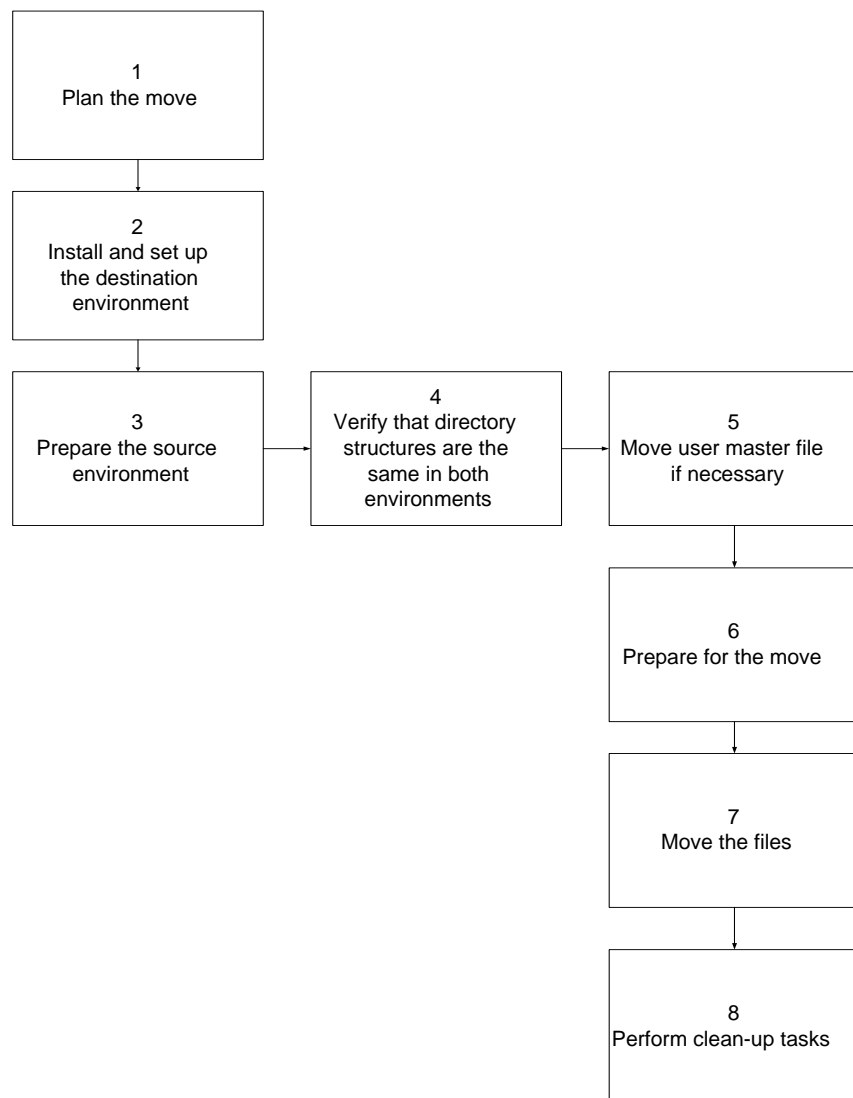 1
Plan the move
2
Install and set up
the destination
environment
3
Prepare the source
environment
4
Verify that directory
structures are the
same in both
environments
5
Move user master file
if necessary
6
Prepare for the move
7
Move the files
8
Perform clean-up tasks